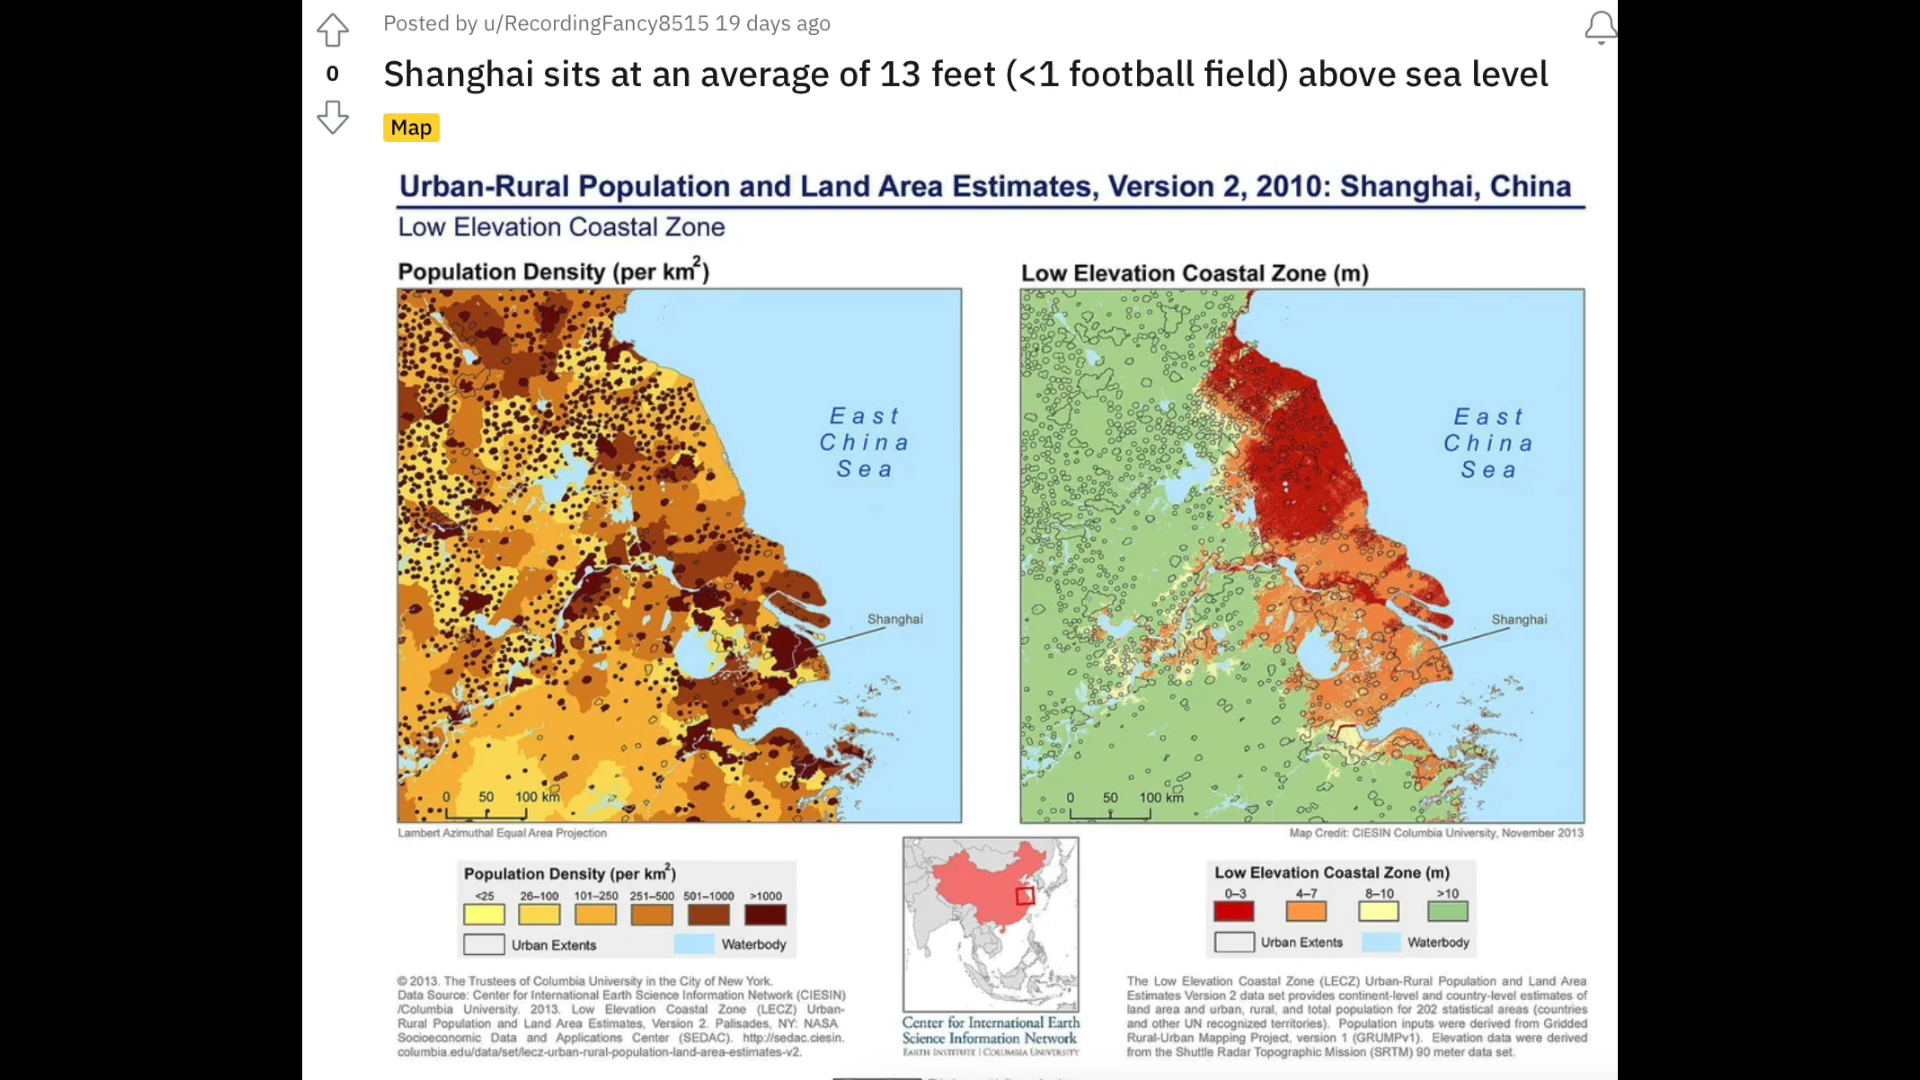 Posted by u/RecordingFancy8515 19 days ago
0
Shanghai sits at an average of 13 feet (<1 football field) above sea level
Map
Urban-Rural Population and Land Area Estimates, Version 2, 2010: Shanghai, China
Low Elevation Coastal Zone
Population Density (per km²)
East
China
Sea
Shanghai
0 50 100 km
Lambert Azimuthal Equal Area Projection
Low Elevation Coastal Zone (m)
East
China
Sea
Shanghai
0 50 100 km
Map Credit: CIESIN Columbia University, November 2013
Population Density (per km²)
<25 26–100 101–250 251–500 501–1000 >1000
Urban Extents Waterbody
Low Elevation Coastal Zone (m)
0–3 4–7 8–10 >10
Urban Extents Waterbody
© 2013. The Trustees of Columbia University in the City of New York.
Data Source: Center for International Earth Science Information Network (CIESIN)
/Columbia University. 2013. Low Elevation Coastal Zone (LECZ) Urban-
Rural Population and Land Area Estimates, Version 2. Palisades, NY: NASA
Socioeconomic Data and Applications Center (SEDAC). http://sedac.ciesin.
columbia.edu/data/set/lecz-urban-rural-population-land-area-estimates-v2.
Center for International Earth
Science Information Network
EARTH INSTITUTE | COLUMBIA UNIVERSITY
The Low Elevation Coastal Zone (LECZ) Urban-Rural Population and Land Area
Estimates Version 2 data set provides continent-level and country-level estimates of
land area and urban, rural, and total population for 202 statistical areas (countries
and other UN recognized territories). Population inputs were derived from Gridded
Rural-Urban Mapping Project, version 1 (GRUMPv1). Elevation data were derived
from the Shuttle Radar Topographic Mission (SRTM) 90 meter data set.